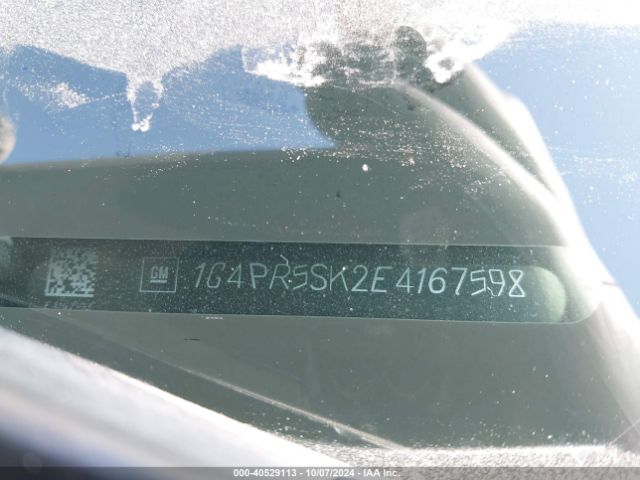 GM 1G4PR5SK2E4167598
000-40529113 - 10/07/2024 - IAA Inc.